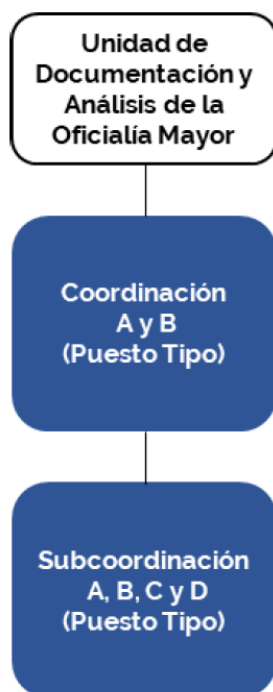 Unidad de
Documentación y
Análisis de la
Oficialía Mayor
Coordinación
A y B
(Puesto Tipo)
Subcoordinación
A, B, C y D
(Puesto Tipo)